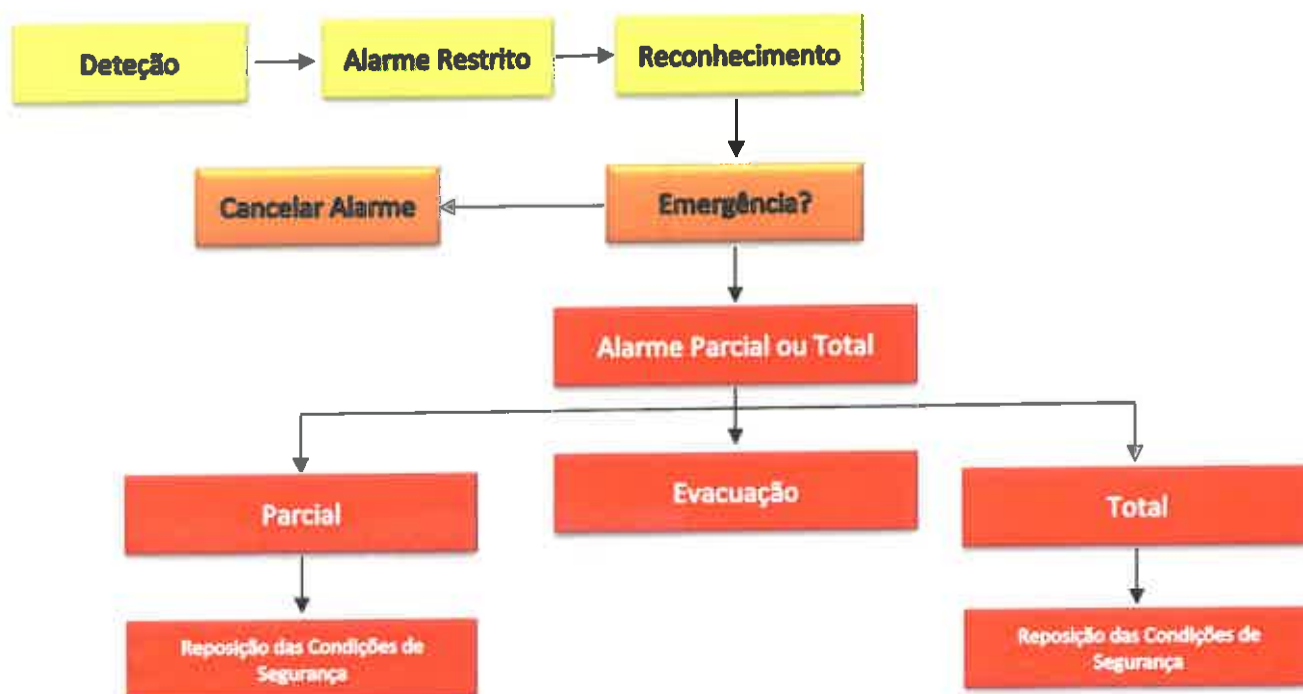 Deteção
Alarme Restrito
Reconhecimento
Cancelar Alarme
Emergência?
Alarme Parcial ou Total
Parcial
Evacuação
Total
Reposição das Condições de
Segurança
Reposição das Condições de
Segurança